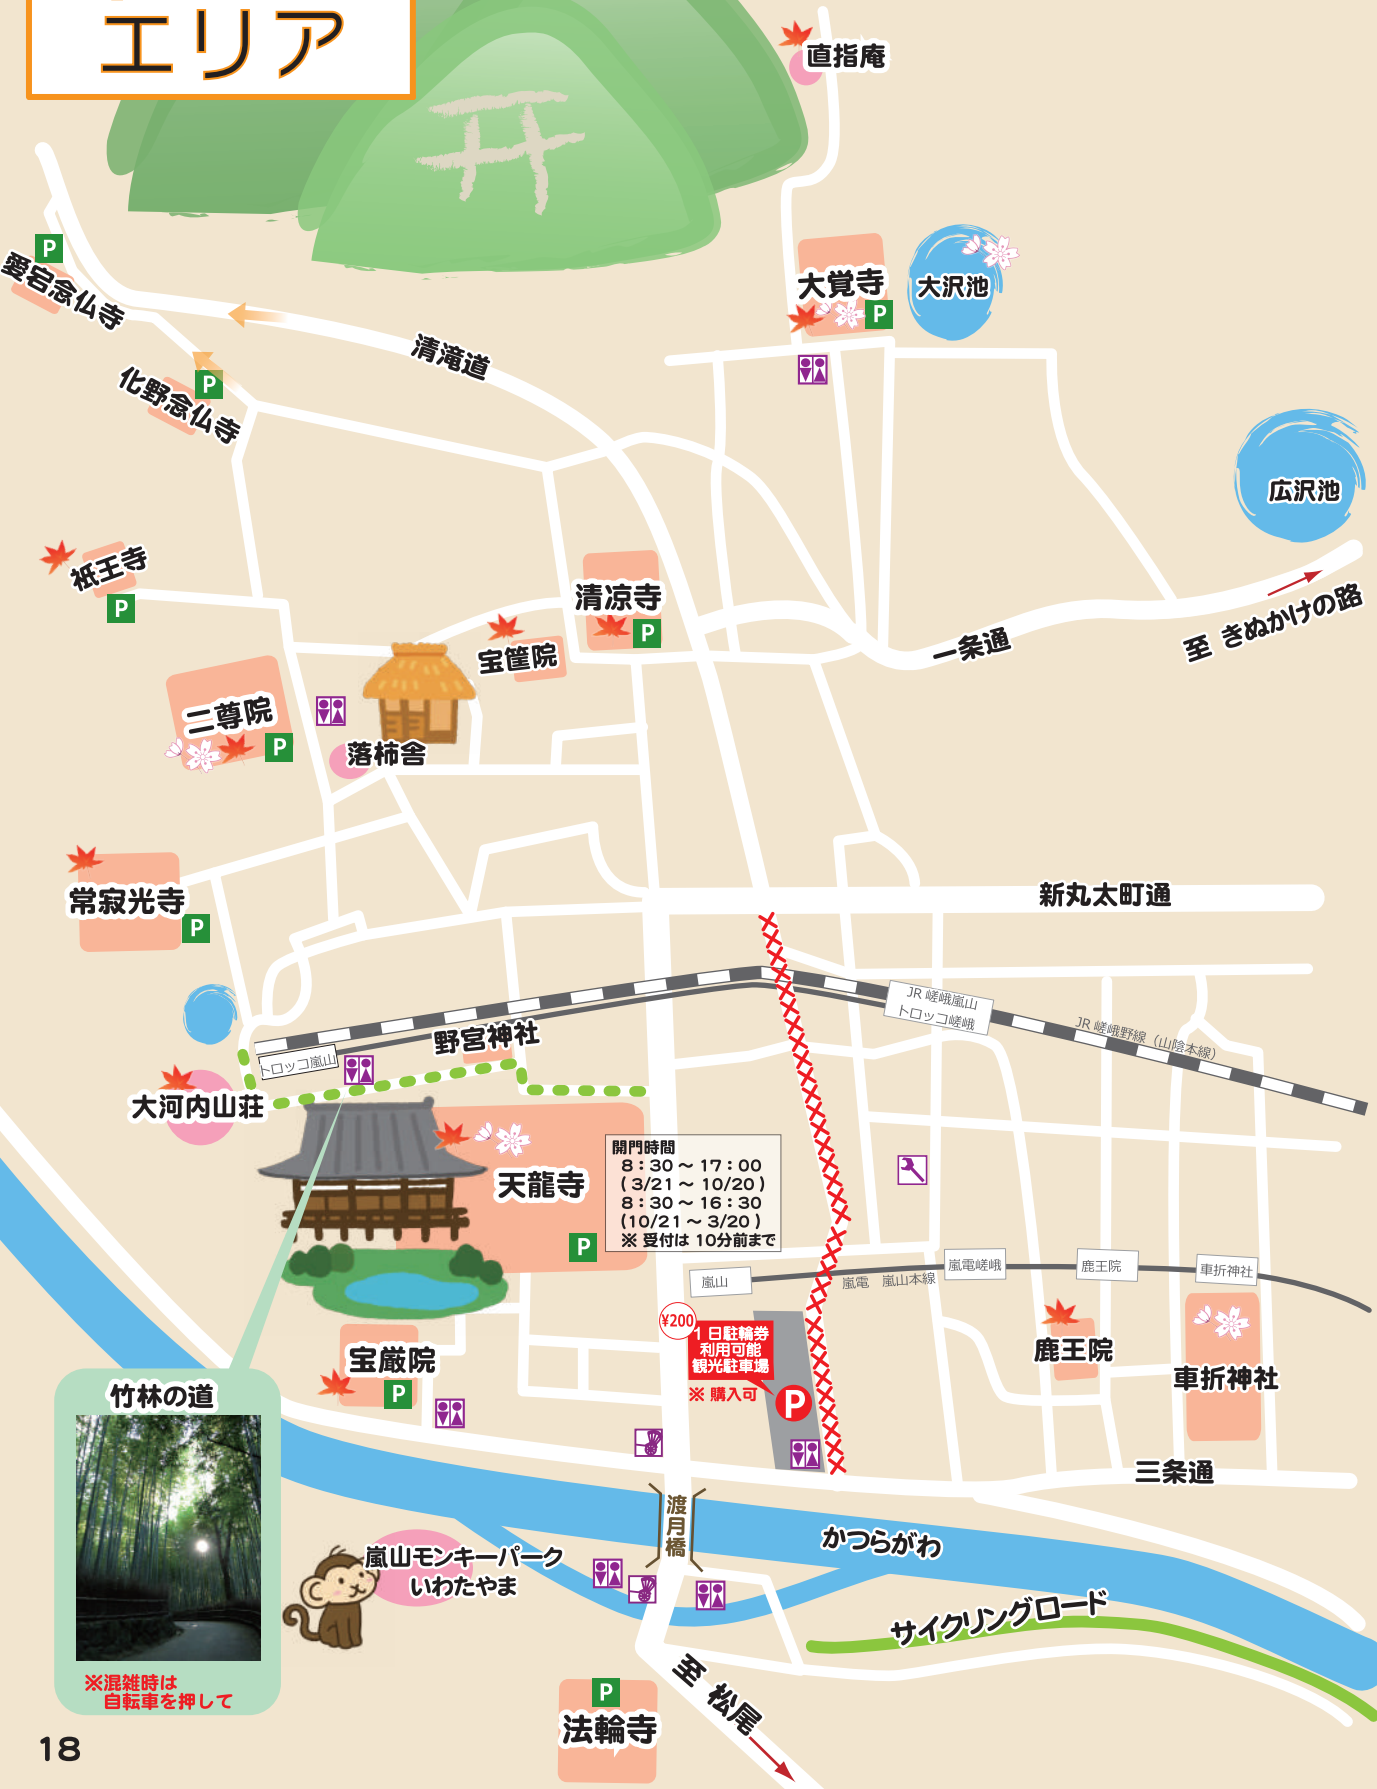 エリア
直指庵
P
愛宕念仏寺
大覚寺
P
大沢池
清滝道
P
化野念仏寺
広沢池
祇王寺
P
清凉寺
P
宝筐院
一条通
至 きぬかけの路
二尊院
P
落柿舎
常寂光寺
P
新丸太町通
JR 嵯峨嵐山
トロッコ嵯峨
JR 嵯峨野線（山陰本線）
野宮神社
トロッコ嵐山
大河内山荘
天龍寺
P
開門時間
8：30 ～ 17：00
( 3/21 ～ 10/20 )
8：30 ～ 16：30
(10/21 ～ 3/20 )
※ 受付は 10分前まで
嵐山
嵐電　嵐山本線
嵐電嵯峨
鹿王院
車折神社
¥200
1 日駐輪券
利用可能
観光駐車場
※ 購入可
P
宝厳院
P
鹿王院
車折神社
竹林の道
※混雑時は
自転車を押して
三条通
渡月橋
かつらがわ
嵐山モンキーパーク
いわたやま
サイクリングロード
至 松尾
P
法輪寺
18